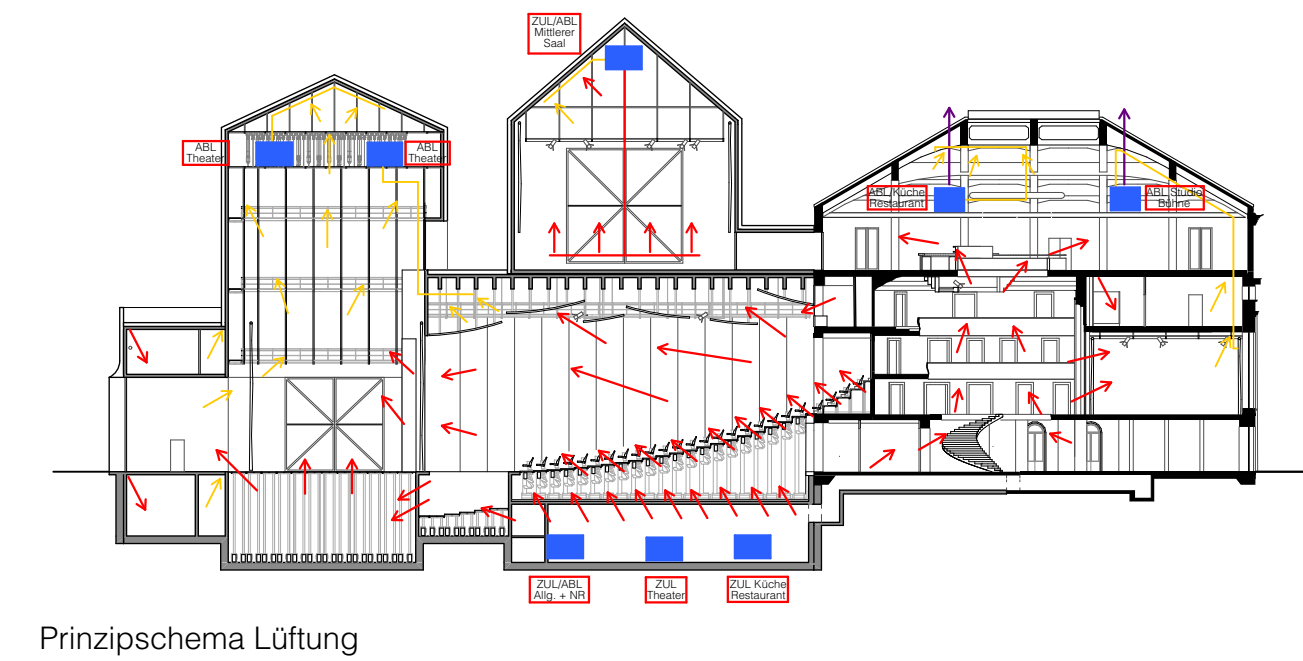 ZUL/ABL
Mittlerer
Saal
ABL
Theater
ABL
Theater
ABL Küche
Restaurant
ABL Studio
Bühne
ZUL/ABL
Allg. + NR
ZUL
Theater
ZUL Küche
Restaurant
Prinzipschema Lüftung